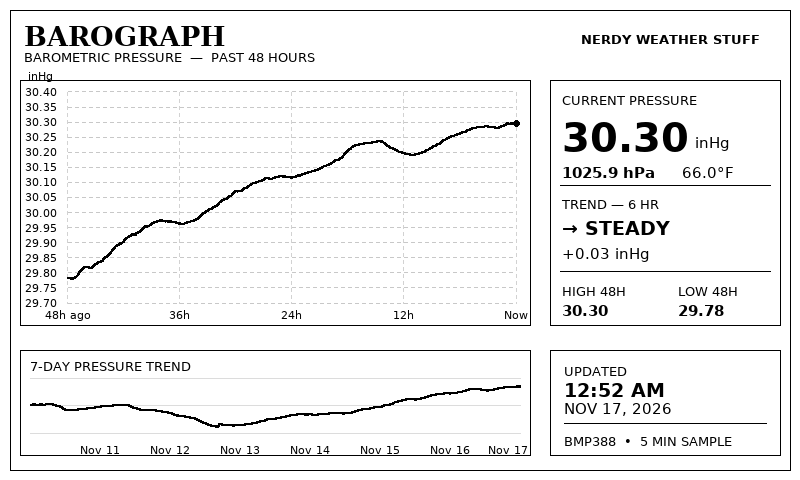 BAROGRAPH
BAROMETRIC PRESSURE — PAST 48 HOURS
NERDY WEATHER STUFF
inHg
30.40
30.35
30.30
30.25
30.20
30.15
30.10
30.05
30.00
29.95
29.90
29.85
29.80
29.75
29.70
48h ago 36h 24h 12h Now
CURRENT PRESSURE
30.30 inHg
1025.9 hPa 66.0°F
TREND — 6 HR
→ STEADY
+0.03 inHg
HIGH 48H LOW 48H
30.30 29.78
7-DAY PRESSURE TREND
Nov 11 Nov 12 Nov 13 Nov 14 Nov 15 Nov 16 Nov 17
UPDATED
12:52 AM
NOV 17, 2026
BMP388 • 5 MIN SAMPLE